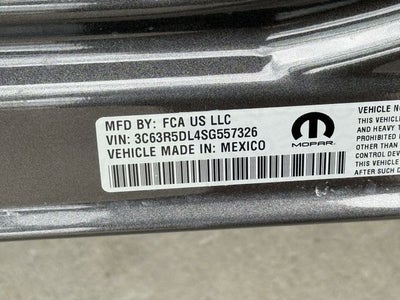 MFD BY: FCA US LLC
VIN: 3C63R5DL4SG557326
VEHICLE MADE IN: MEXICO
MOPAR
VEHICLE NO
THIS VEHICLE
AND HEAVY T
PROHIBITED
OTHER THAN
CONTROL DEV
THIS VEHICLE
AFTER SUCH D